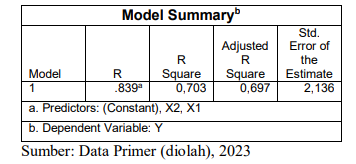 Model Summaryb
Model R R Square Adjusted R Square Std. Error of the Estimate
1 .839a 0,703 0,697 2,136
a. Predictors: (Constant), X2, X1
b. Dependent Variable: Y
Sumber: Data Primer (diolah), 2023